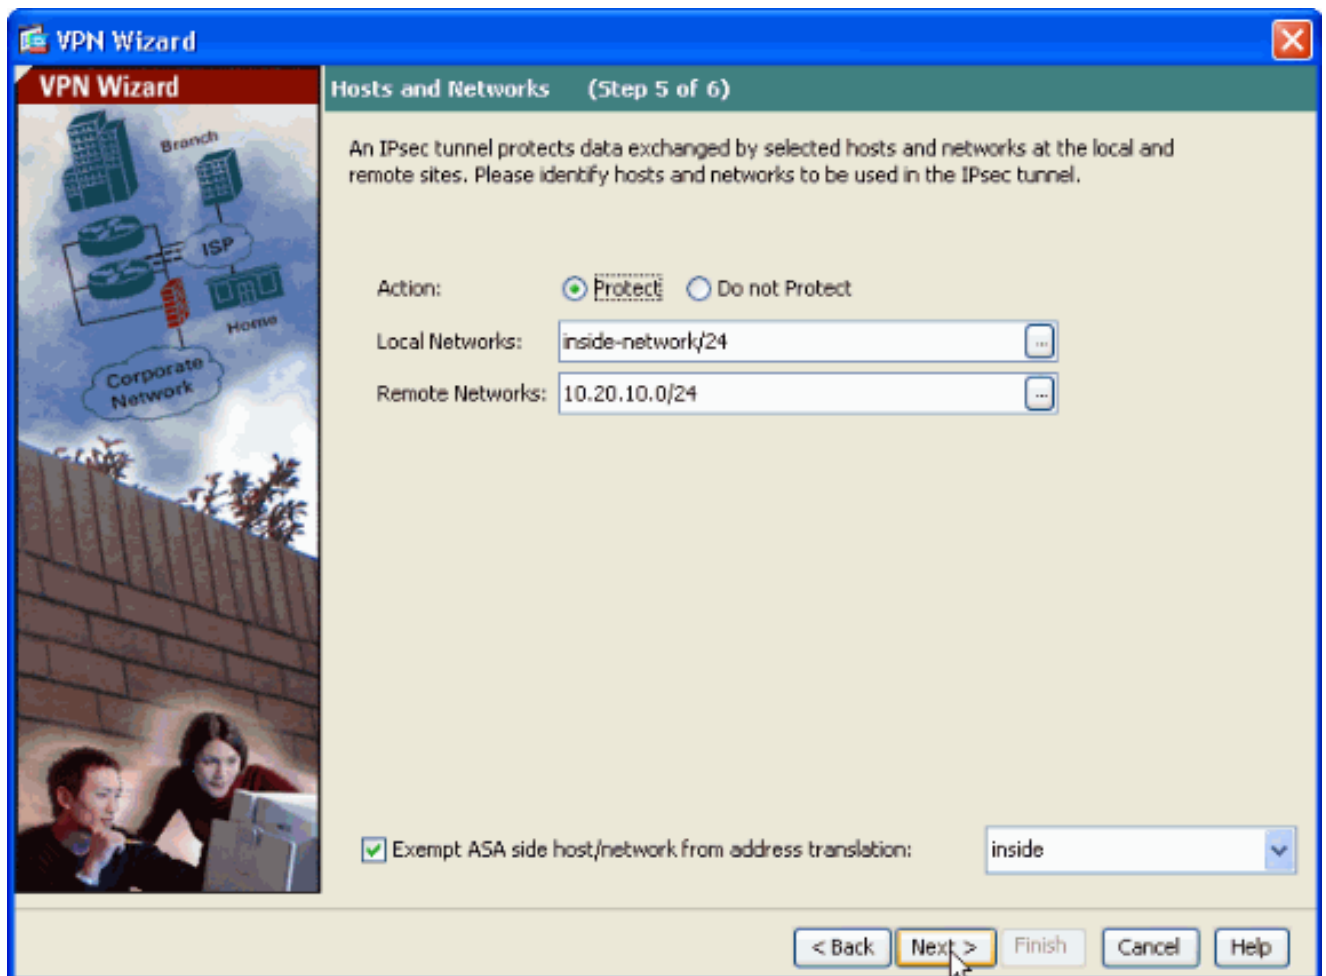 VPN Wizard
VPN Wizard
Branch
ISP
Home
Corporate
Network
Hosts and Networks (Step 5 of 6)
An IPsec tunnel protects data exchanged by selected hosts and networks at the local and
remote sites. Please identify hosts and networks to be used in the IPsec tunnel.
Action: Protect Do not Protect
Local Networks: inside-network/24 ...
Remote Networks: 10.20.10.0/24 ...
Exempt ASA side host/network from address translation: inside
< Back Next > Finish Cancel Help